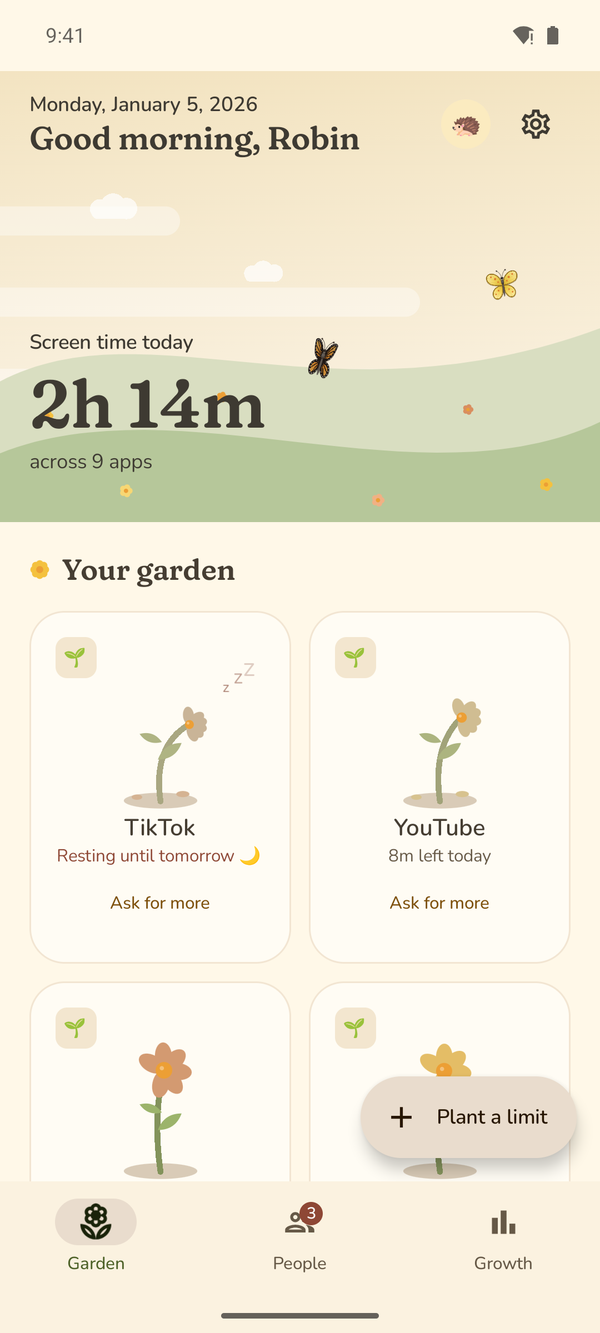 9:41
Monday, January 5, 2026
Good morning, Robin
Screen time today
2h 14m
across 9 apps
Your garden
z z Z
TikTok
Resting until tomorrow 🌙
Ask for more
YouTube
8m left today
Ask for more
Plant a limit
Garden
3
People
Growth